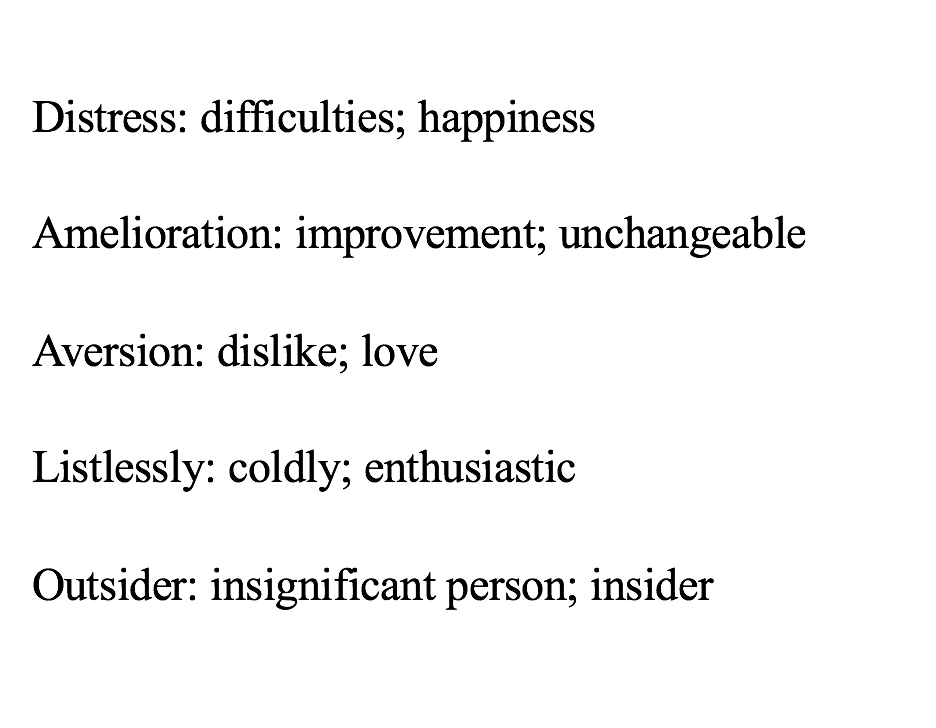 Distress: difficulties; happiness
Amelioration: improvement; unchangeable
Aversion: dislike; love
Listlessly: coldly; enthusiastic
Outsider: insignificant person; insider